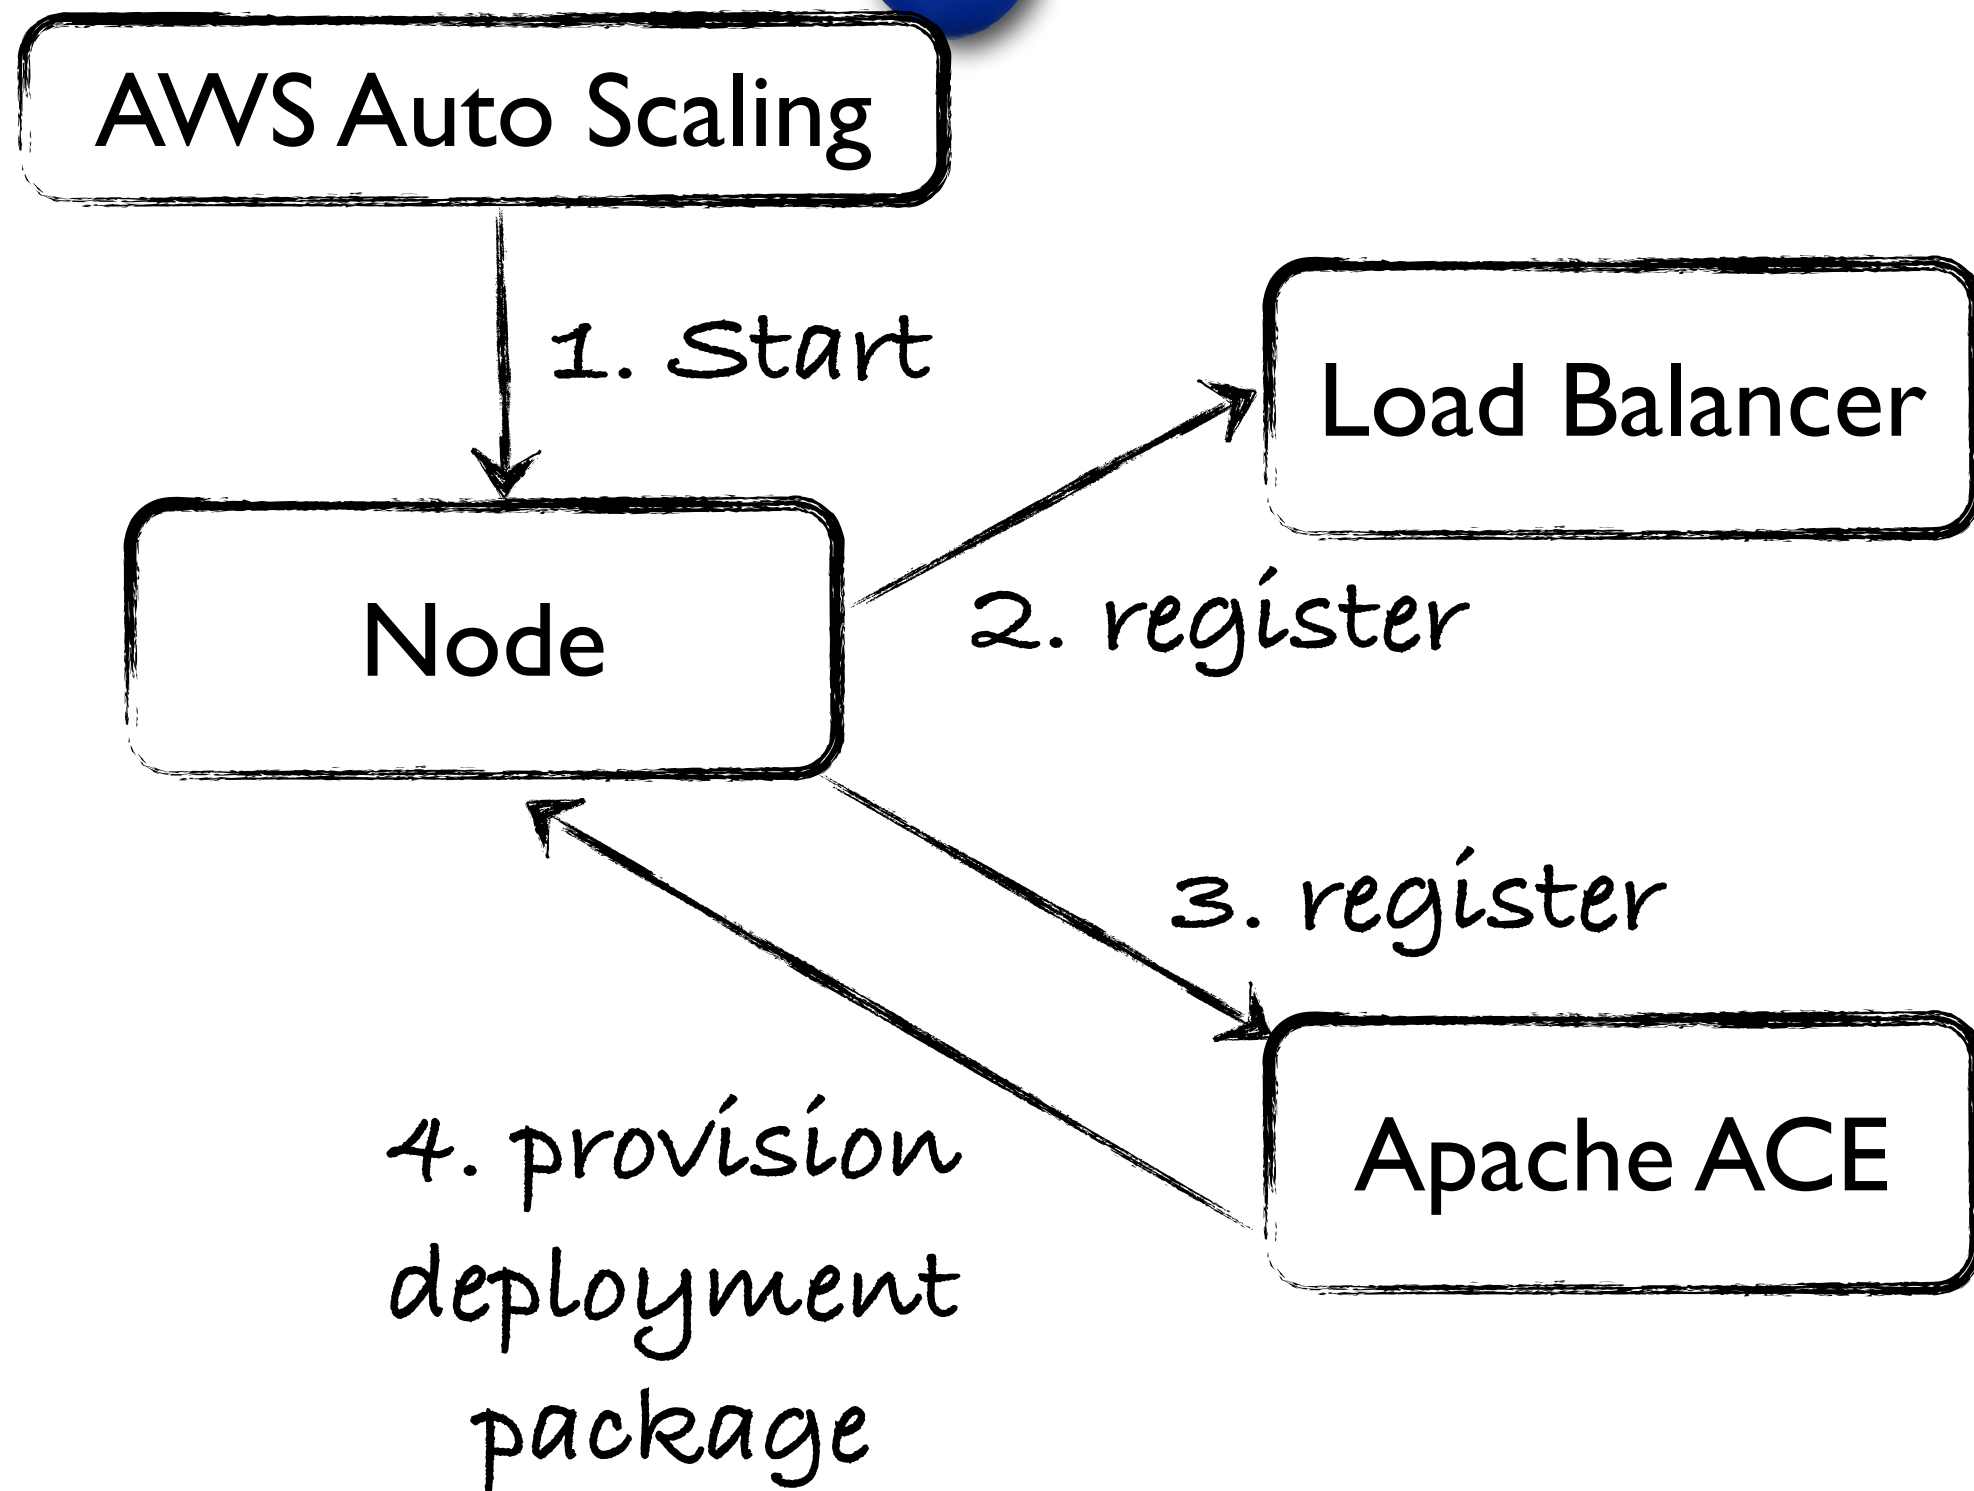 AWS Auto Scaling
1. Start
Load Balancer
Node
2. register
3. register
Apache ACE
4. provision
deployment
package